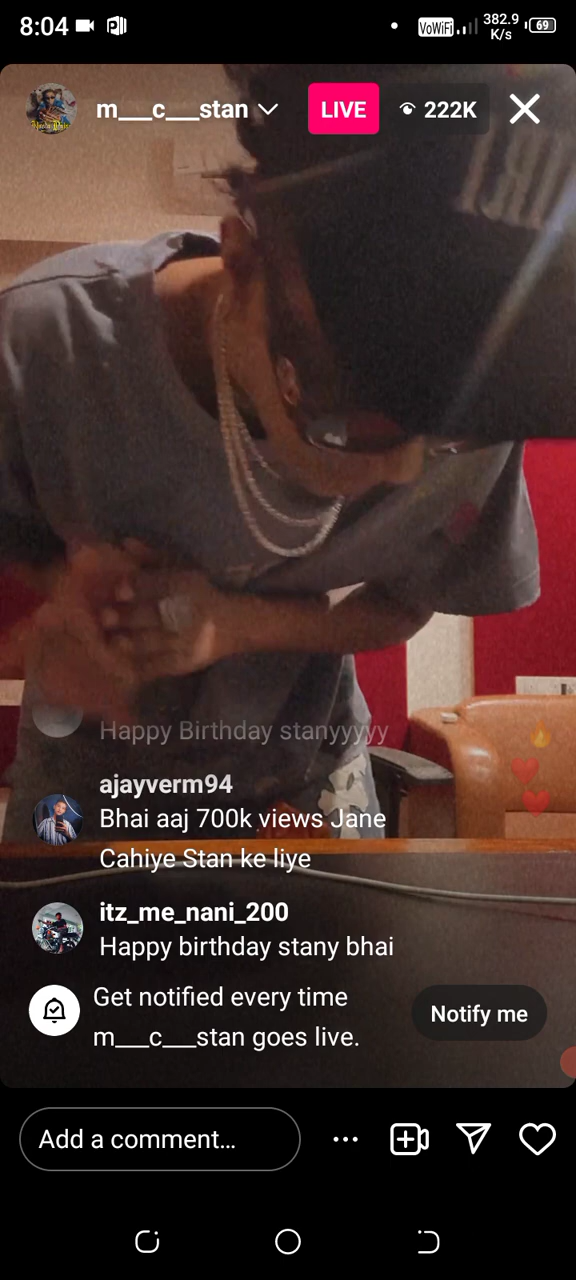 8:04
VoWiFi 382.9 K/s 69
m___c___stan LIVE 222K
Happy Birthday stanyyyyy
ajayverm94
Bhai aaj 700k views Jane
Cahiye Stan ke liye
itz_me_nani_200
Happy birthday stany bhai
Get notified every time
m___c___stan goes live.
Notify me
Add a comment...